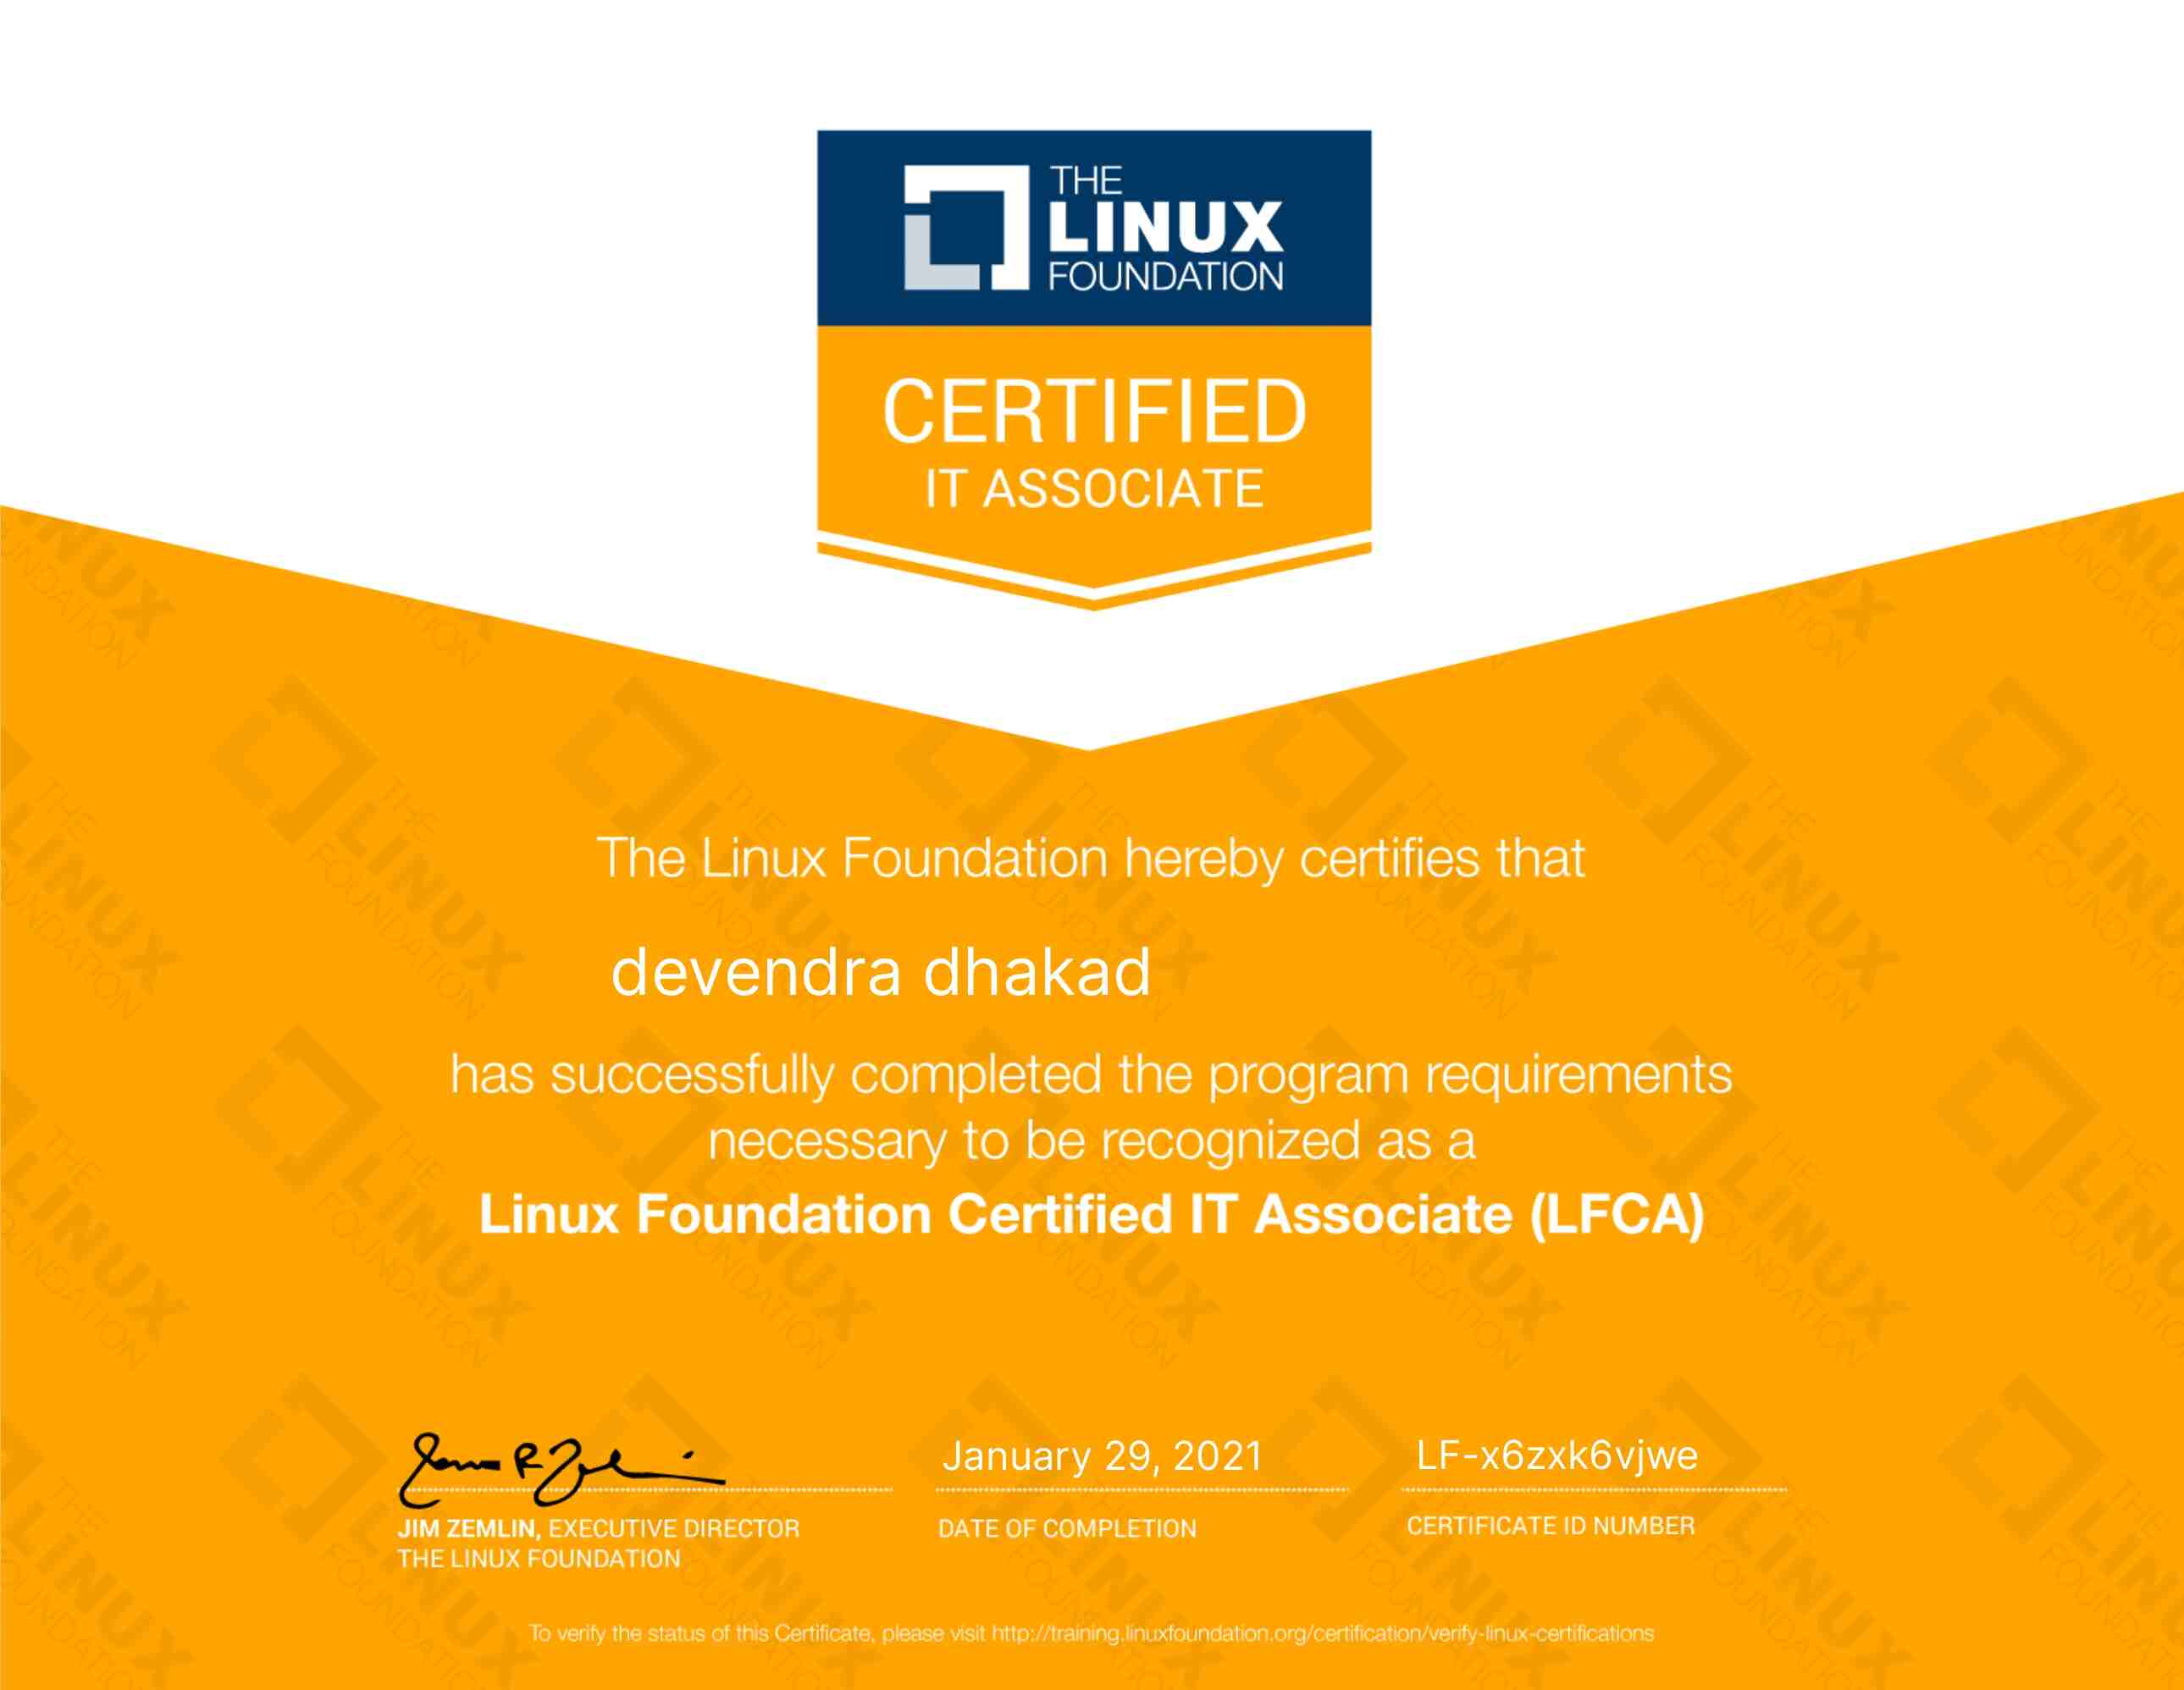 THE
LINUX
FOUNDATION
CERTIFIED
IT ASSOCIATE
The Linux Foundation hereby certifies that
devendra dhakad
has successfully completed the program requirements
necessary to be recognized as a
Linux Foundation Certified IT Associate (LFCA)
January 29, 2021
LF-x6zxk6vjwe
JIM ZEMLIN, EXECUTIVE DIRECTOR
THE LINUX FOUNDATION
DATE OF COMPLETION
CERTIFICATE ID NUMBER
To verify the status of this Certificate, please visit http://training.linuxfoundation.org/certification/verify-linux-certifications